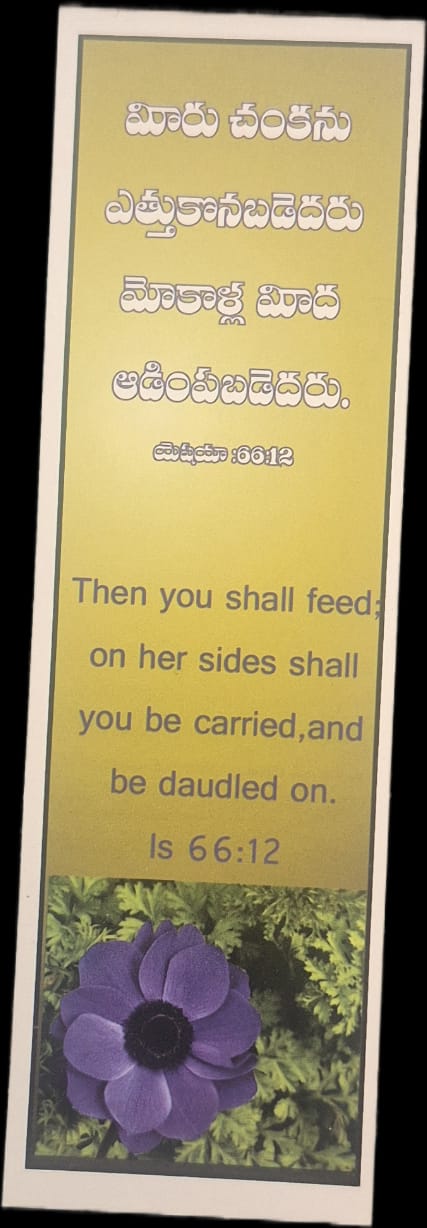 మీరు చంకను
ఎత్తుకొనబడెదరు
మోకాళ్ల మీద
ఆడింపబడెదరు.
యెషయా :66:12
Then you shall feed;
on her sides shall
you be carried,and
be daudled on.
Is 66:12